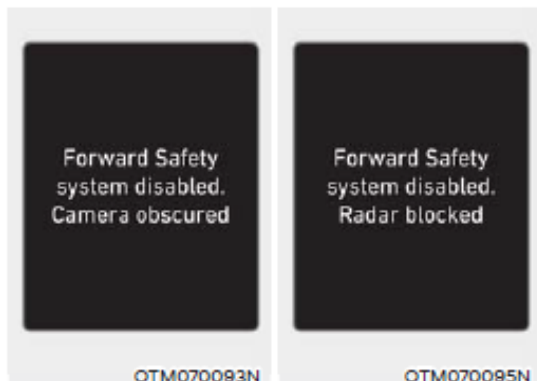 Forward Safety
system disabled.
Camera obscured
Forward Safety
system disabled.
Radar blocked
OTM070093N
OTM070095N